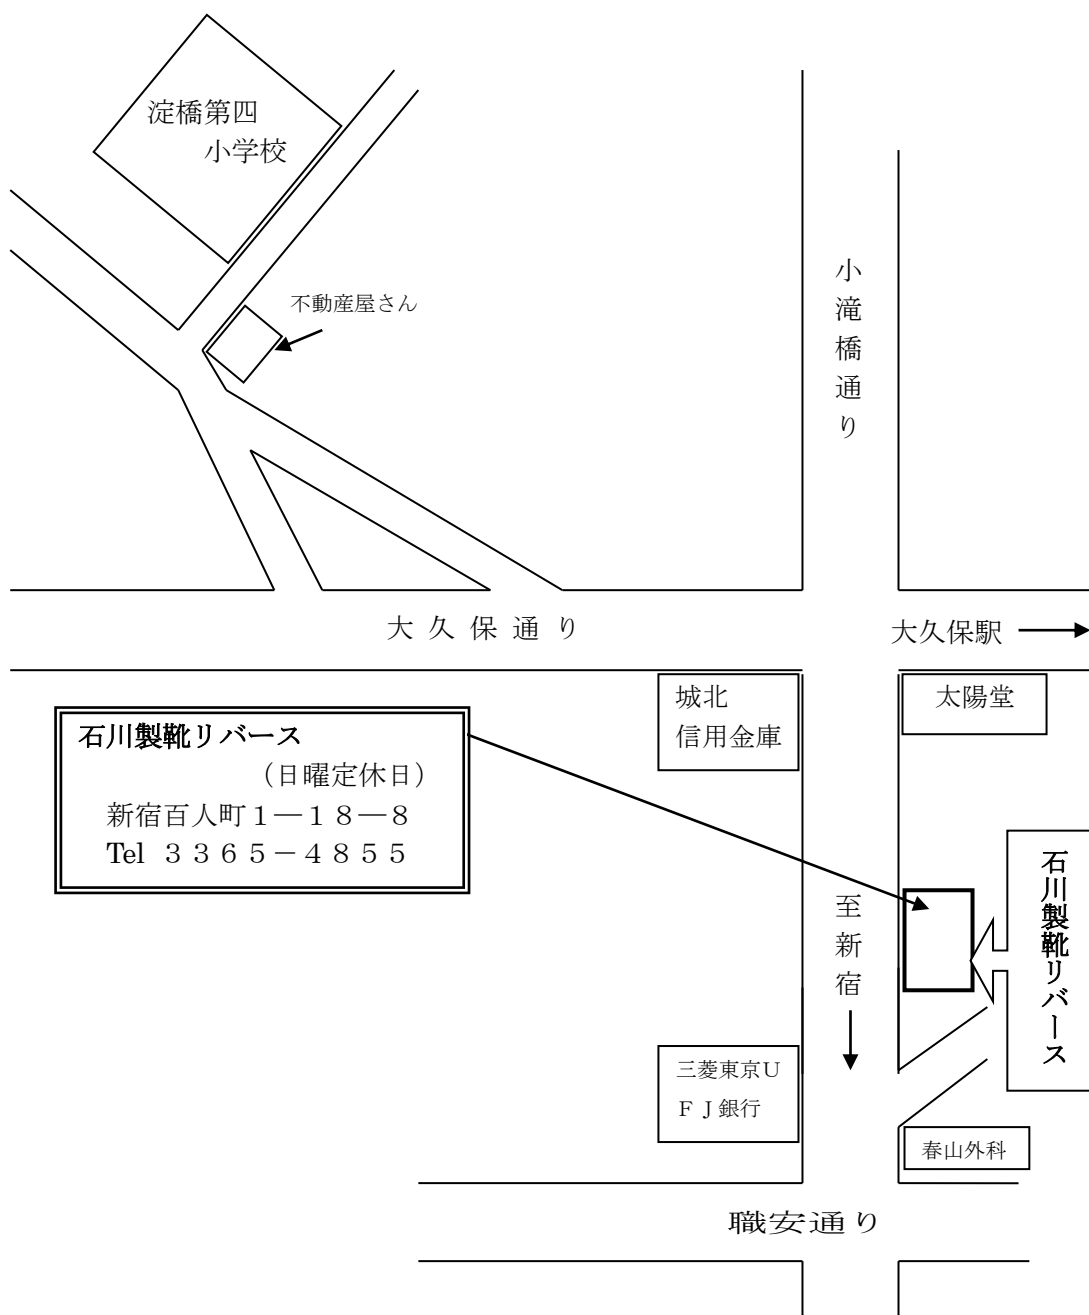 淀橋第四
小学校
不動産屋さん
小滝橋通り
大久保通り
大久保駅
城北
信用金庫
太陽堂
石川製靴リバース
（日曜定休日）
新宿百人町１―１８―８
Tel ３３６５－４８５５
至新宿
石川製靴リバース
三菱東京Ｕ
ＦＪ銀行
春山外科
職安通り